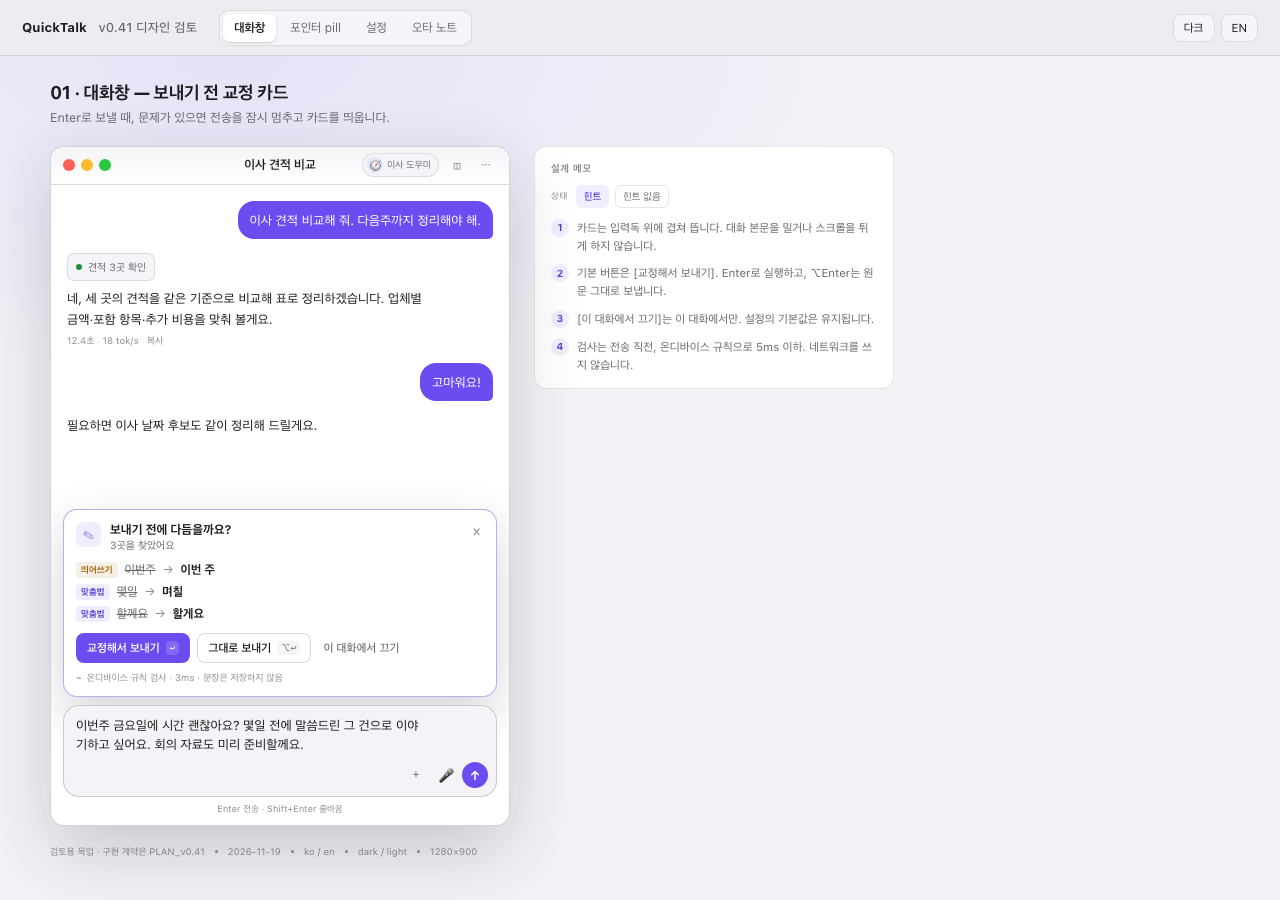 QuickTalk v0.41 디자인 검토 대화창 포인터 pill 설정 오타 노트 다크 EN
01 · 대화창 — 보내기 전 교정 카드
Enter로 보낼 때, 문제가 있으면 전송을 잠시 멈추고 카드를 띄웁니다.
이사 견적 비교 이사 도우미 ···
이사 견적 비교해 줘. 다음주까지 정리해야 해.
견적 3곳 확인
네, 세 곳의 견적을 같은 기준으로 비교해 표로 정리하겠습니다. 업체별
금액·포함 항목·추가 비용을 맞춰 볼게요.
12.4초 18 tok/s 복사
고마워요!
필요하면 이사 날짜 후보도 같이 정리해 드릴게요.
보내기 전에 다듬을까요?
3곳을 찾았어요
띄어쓰기 이번주 → 이번 주
맞춤법 몇일 → 며칠
맞춤법 할께요 → 할게요
교정해서 보내기 ↵ 그대로 보내기 ⌥↵ 이 대화에서 끄기
온디바이스 규칙 검사 · 3ms · 문장은 저장하지 않음
이번주 금요일에 시간 괜찮아요? 몇일 전에 말씀드린 그 건으로 이야
기하고 싶어요. 회의 자료도 미리 준비할께요.
Enter 전송 · Shift+Enter 줄바꿈
설계 메모
상태 힌트 힌트 없음
1 카드는 입력독 위에 겹쳐 뜹니다. 대화 본문을 밀거나 스크롤을 튀
게 하지 않습니다.
2 기본 버튼은 [교정해서 보내기]. Enter로 실행하고, ⌥Enter는 원
문 그대로 보냅니다.
3 [이 대화에서 끄기]는 이 대화에서만. 설정의 기본값은 유지됩니다.
4 검사는 전송 직전, 온디바이스 규칙으로 5ms 이하. 네트워크를 쓰
지 않습니다.
검토용 목업 · 구현 계약은 PLAN_v0.41 • 2026-11-19 • ko / en • dark / light • 1280×900